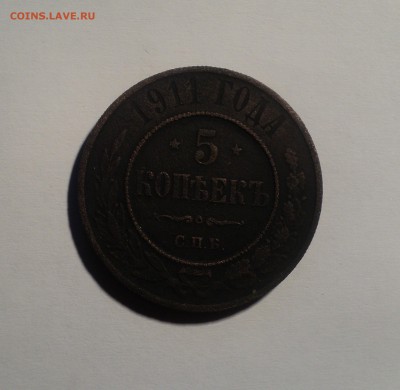 COINS.LAVE.RU
1911 ГОДА
* 5 *
КОПѢЕКЪ
С.П.Б.